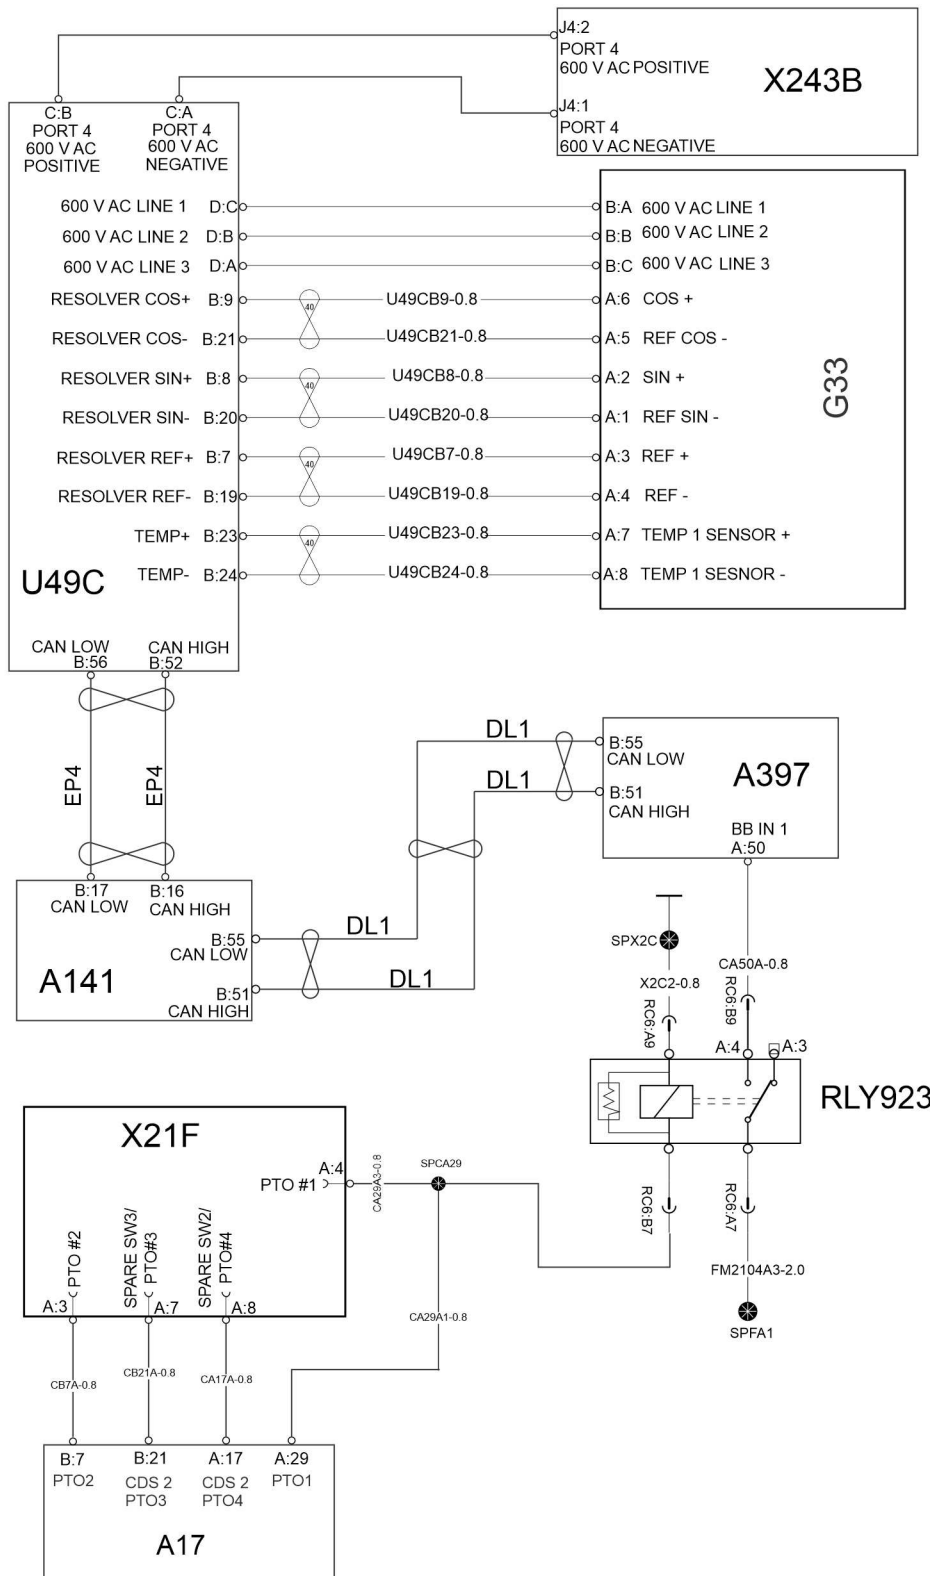 J4:2
PORT 4
600 V AC POSITIVE
X243B
J4:1
PORT 4
600 V AC NEGATIVE
C:B
PORT 4
600 V AC
POSITIVE
C:A
PORT 4
600 V AC
NEGATIVE
600 V AC LINE 1 D:C
B:A 600 V AC LINE 1
600 V AC LINE 2 D:B
B:B 600 V AC LINE 2
600 V AC LINE 3 D:A
B:C 600 V AC LINE 3
RESOLVER COS+ B:9
40
U49CB9-0.8
A:6 COS +
RESOLVER COS- B:21
U49CB21-0.8
A:5 REF COS -
RESOLVER SIN+ B:8
40
U49CB8-0.8
A:2 SIN +
RESOLVER SIN- B:20
U49CB20-0.8
A:1 REF SIN -
RESOLVER REF+ B:7
40
U49CB7-0.8
A:3 REF +
RESOLVER REF- B:19
U49CB19-0.8
A:4 REF -
TEMP+ B:23
40
U49CB23-0.8
A:7 TEMP 1 SENSOR +
TEMP- B:24
U49CB24-0.8
A:8 TEMP 1 SESNOR -
G33
U49C
CAN LOW
B:56
CAN HIGH
B:52
EP4
EP4
DL1
DL1
B:55
CAN LOW
B:51
CAN HIGH
A397
BB IN 1
A:50
B:17
CAN LOW
B:16
CAN HIGH
B:55
CAN LOW
B:51
CAN HIGH
A141
DL1
DL1
SPX2C
X2C2-0.8
CA50A-0.8
RC6:A9
RC6:B9
A:4
A:3
RLY923
RC6:B7
RC6:A7
FM2104A3-2.0
SPFA1
X21F
PTO #1
A:4
CA29A3-0.8
SPCA29
PTO #2
SPARE SW3/
PTO#3
SPARE SW2/
PTO#4
A:3
A:7
A:8
CA29A1-0.8
CB7A-0.8
CB21A-0.8
CA17A-0.8
B:7
PTO2
B:21
CDS 2
PTO3
A:17
CDS 2
PTO4
A:29
PTO1
A17